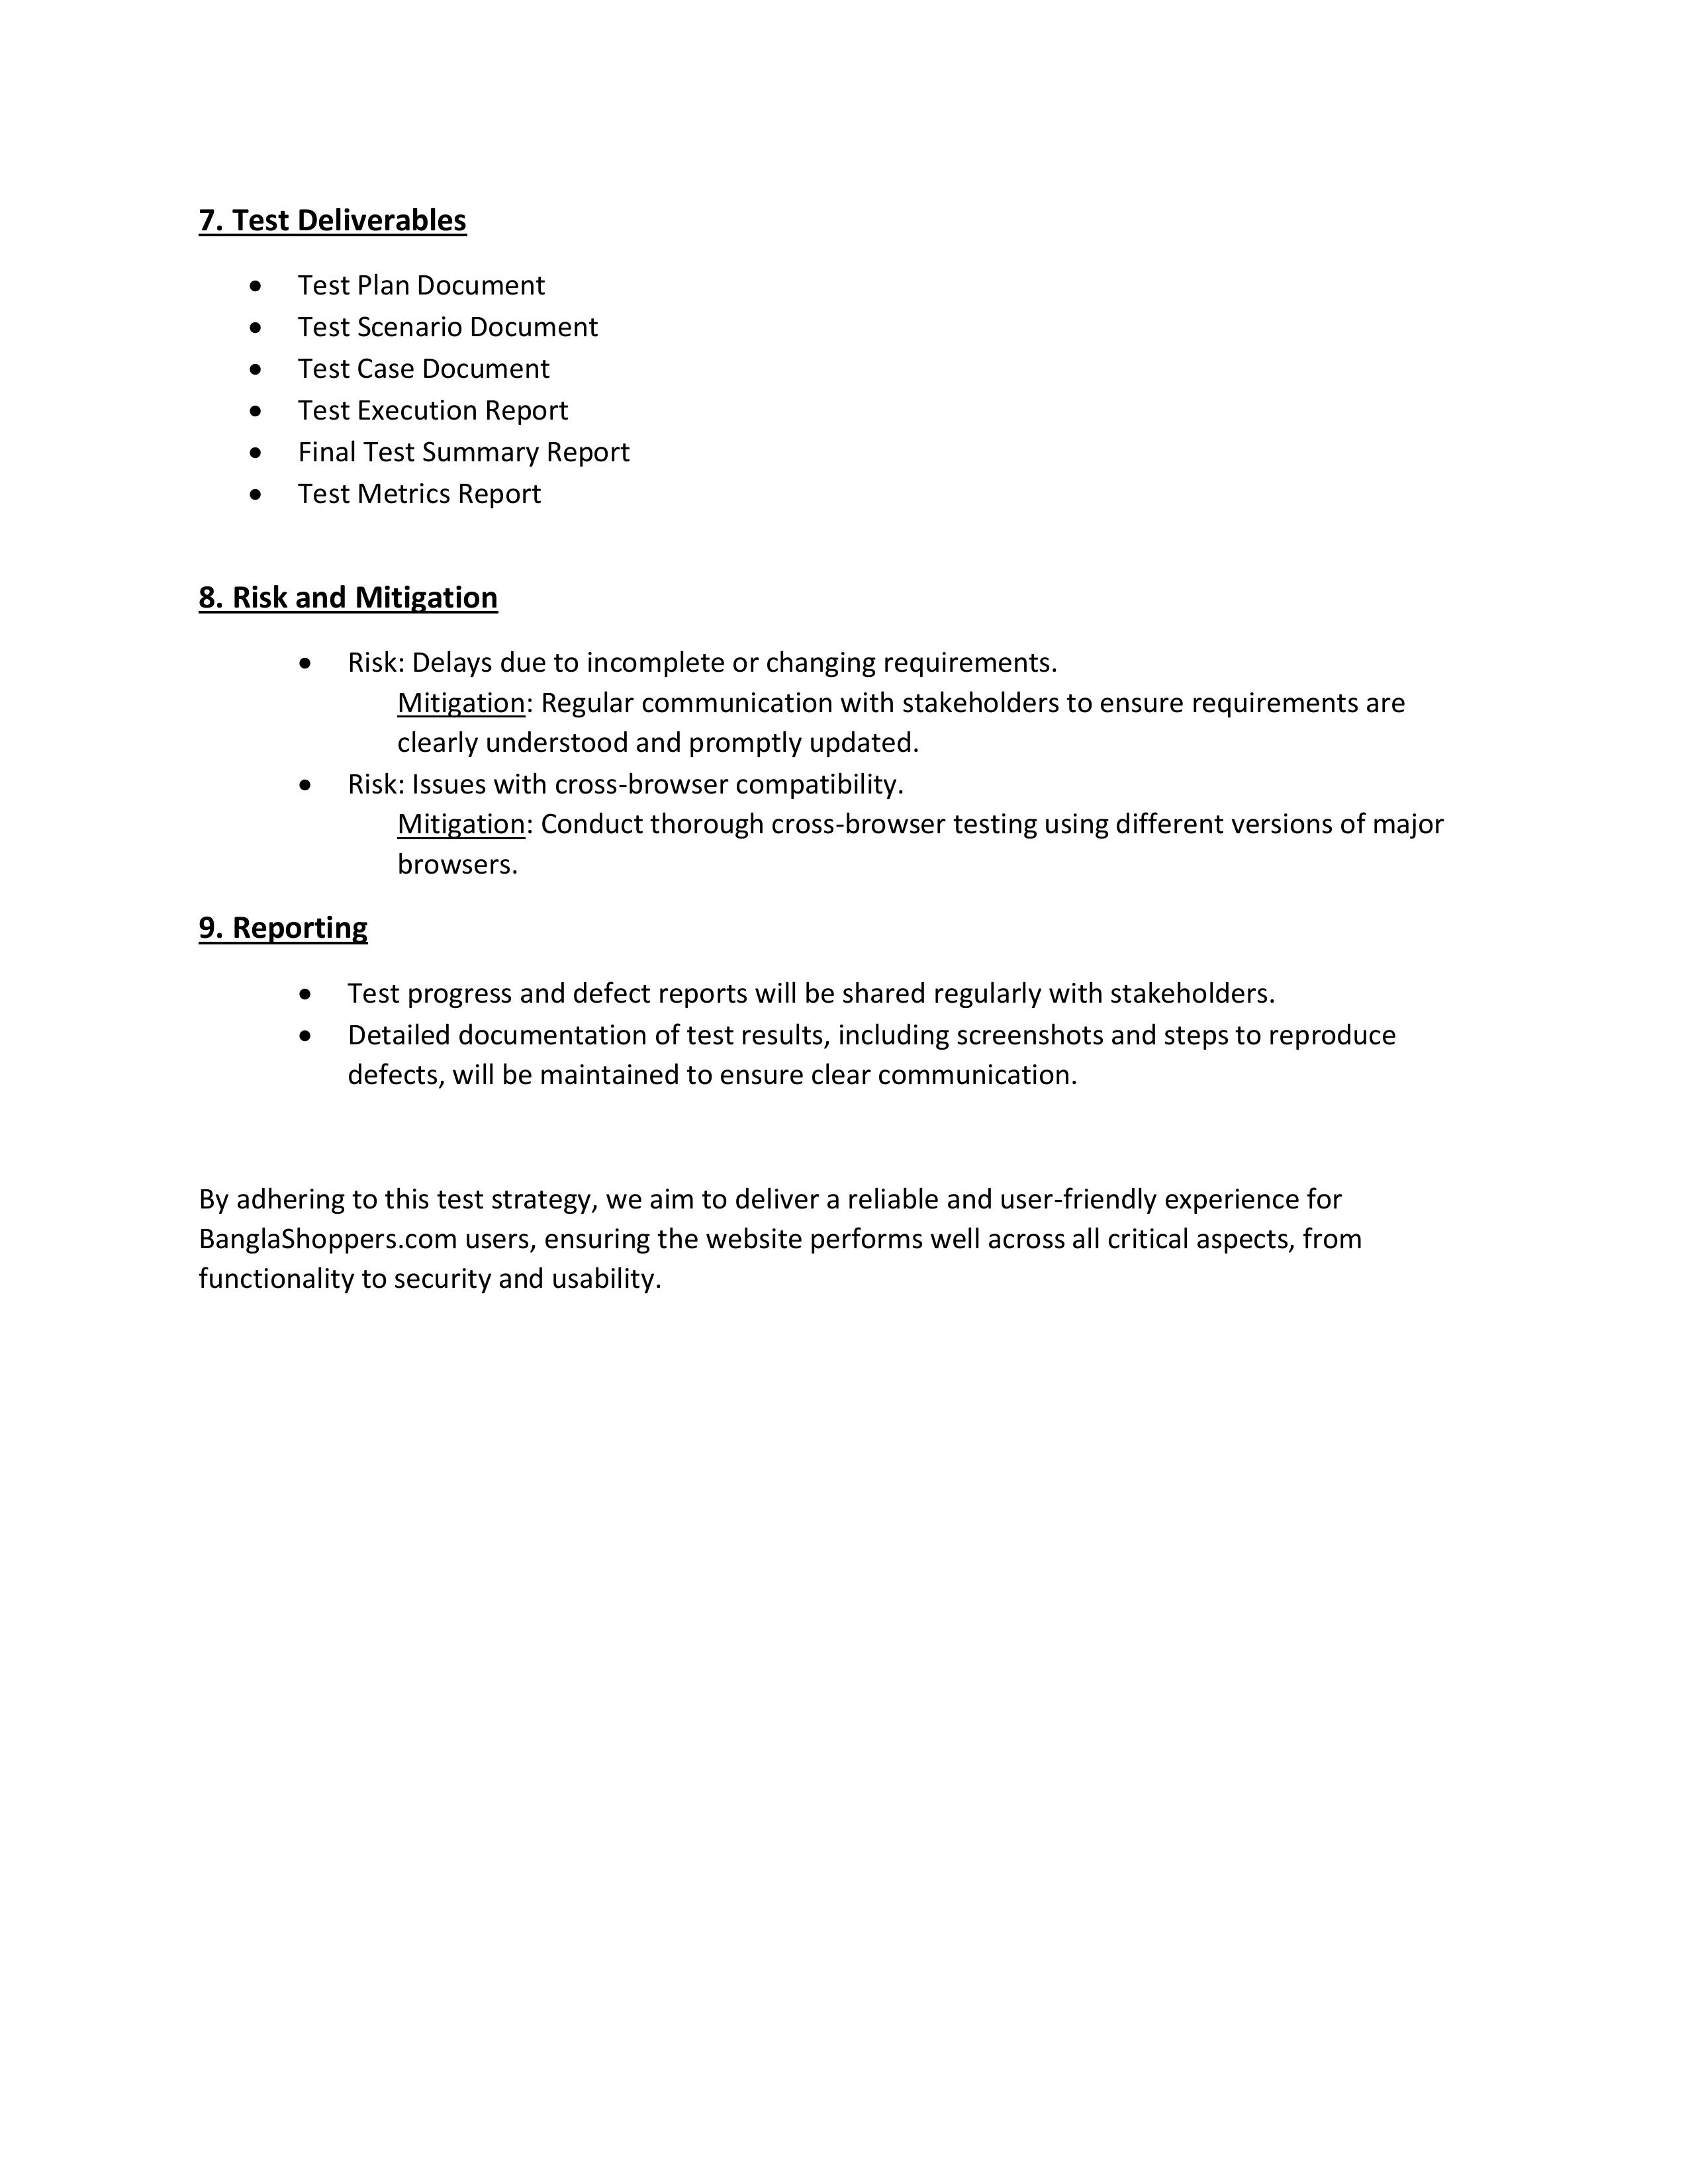 7. Test Deliverables
• Test Plan Document
• Test Scenario Document
• Test Case Document
• Test Execution Report
• Final Test Summary Report
• Test Metrics Report
8. Risk and Mitigation
• Risk: Delays due to incomplete or changing requirements.
Mitigation: Regular communication with stakeholders to ensure requirements are
clearly understood and promptly updated.
• Risk: Issues with cross-browser compatibility.
Mitigation: Conduct thorough cross-browser testing using different versions of major
browsers.
9. Reporting
• Test progress and defect reports will be shared regularly with stakeholders.
• Detailed documentation of test results, including screenshots and steps to reproduce
defects, will be maintained to ensure clear communication.
By adhering to this test strategy, we aim to deliver a reliable and user-friendly experience for
BanglaShoppers.com users, ensuring the website performs well across all critical aspects, from
functionality to security and usability.